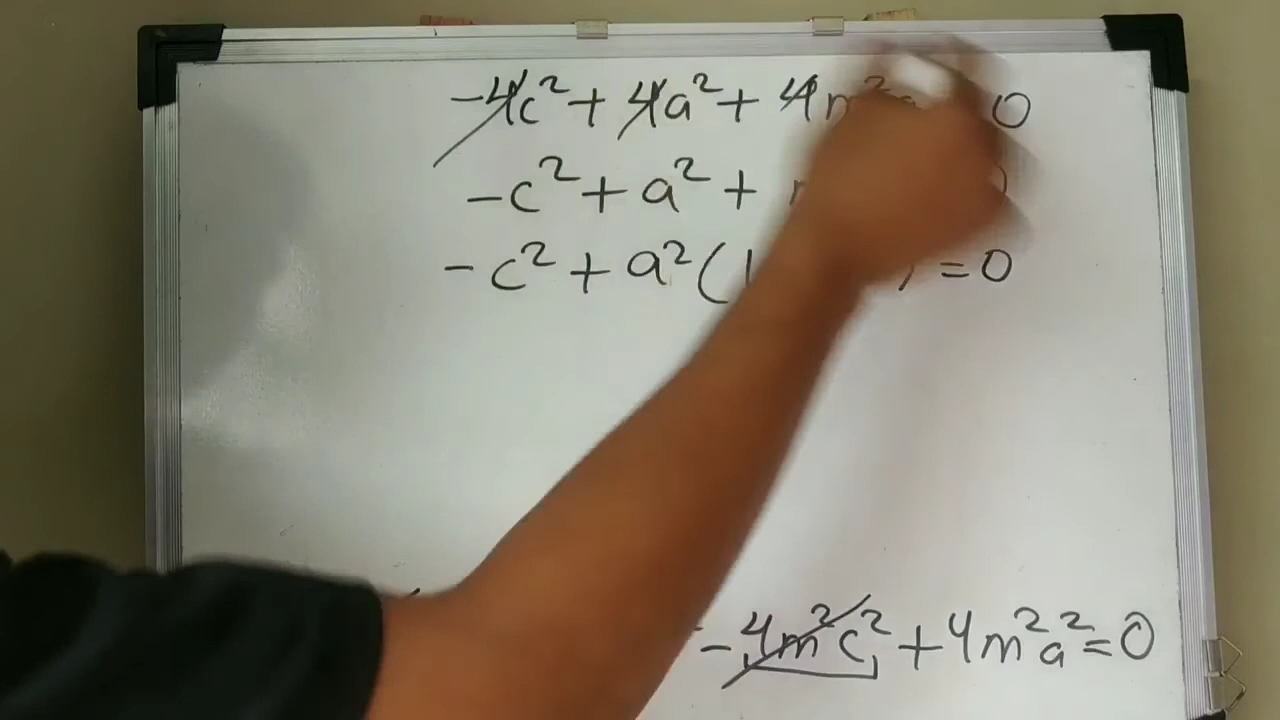 -4c² + 4a² + 4m² 0
-c² + a² +
-c² + a²(1 ) = 0
-4m²c² + 4m²a² = 0